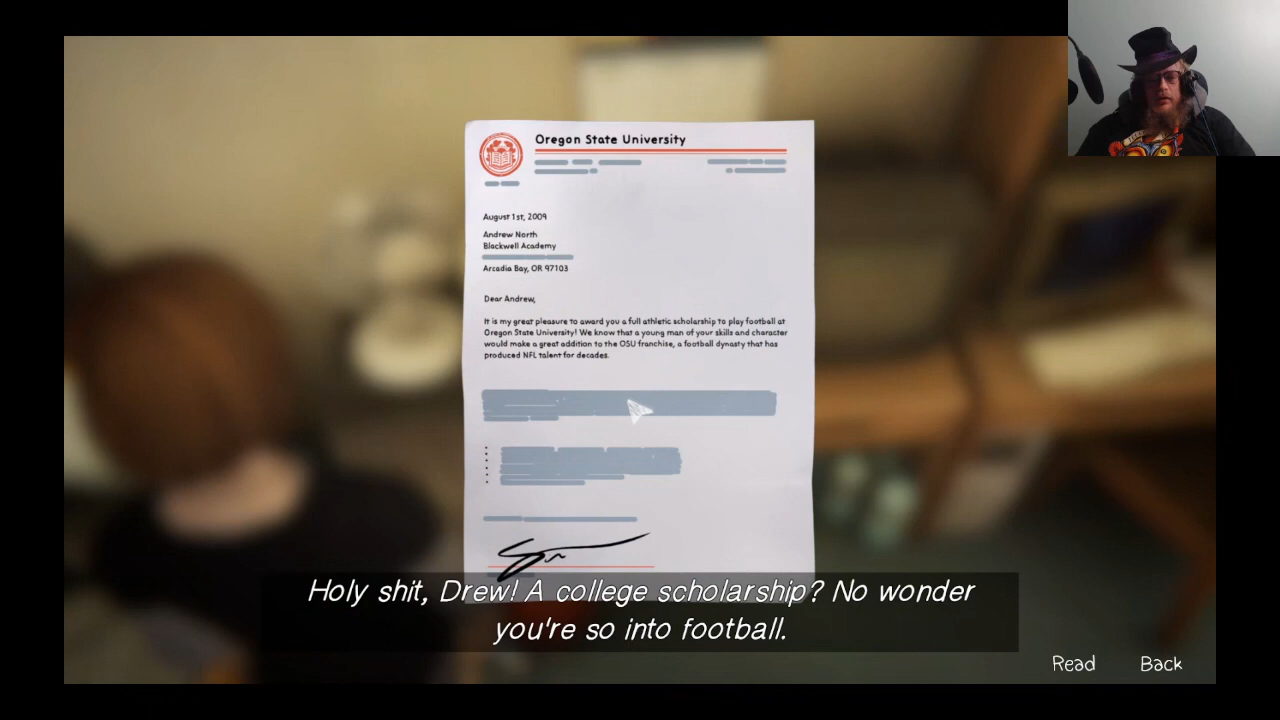 Oregon State University
August 1st, 2009
Andrew North
Blackwell Academy
Arcadia Bay, OR 97103
Dear Andrew,
It is my great pleasure to award you a full athletic scholarship to play football at
Oregon State University! We know that a young man of your skills and character
would make a great addition to the OSU franchise, a football dynasty that has
produced NFL talent for decades.
Holy shit, Drew! A college scholarship? No wonder
you're so into football.
Read
Back